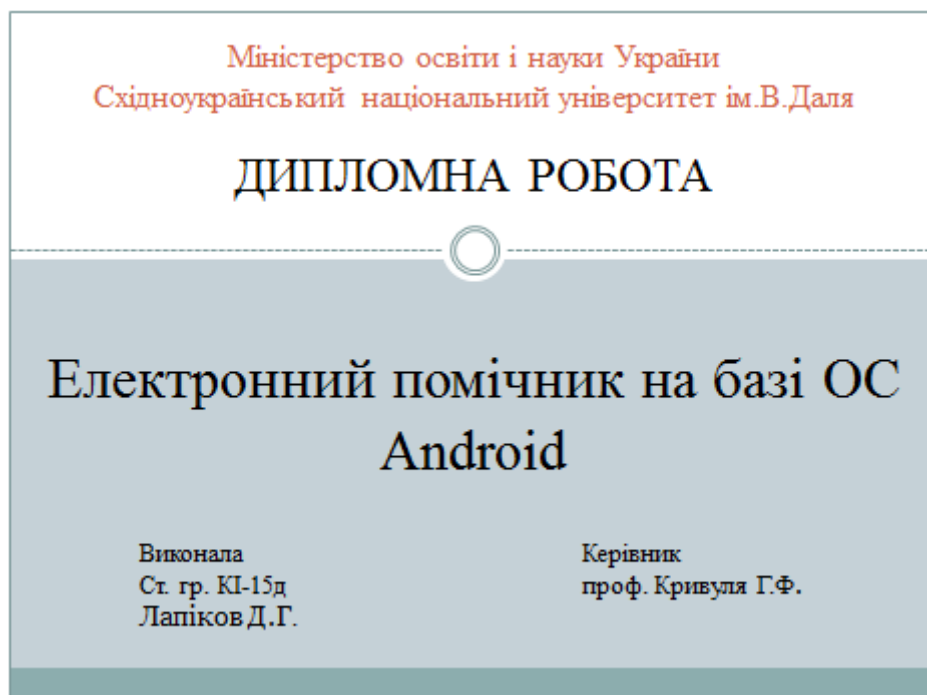 Міністерство освіти і науки України
Східноукраїнський національний університет ім.В.Даля
ДИПЛОМНА РОБОТА
Електронний помічник на базі ОС
Android
Виконала
Ст. гр. КІ-15д
Лапіков Д.Г.
Керівник
проф. Кривуля Г.Ф.